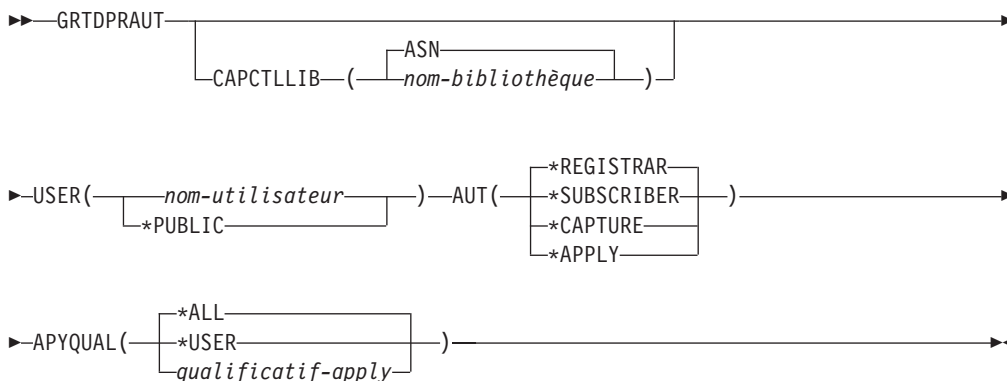 GRTDPRAUT
ASN
CAPCTLLIB ( nom-bibliothèque )
*REGISTRAR
USER( nom-utilisateur ) AUT( *SUBSCRIBER )
*PUBLIC *CAPTURE
*APPLY
*ALL
APYQUAL( *USER )
qualificatif-apply